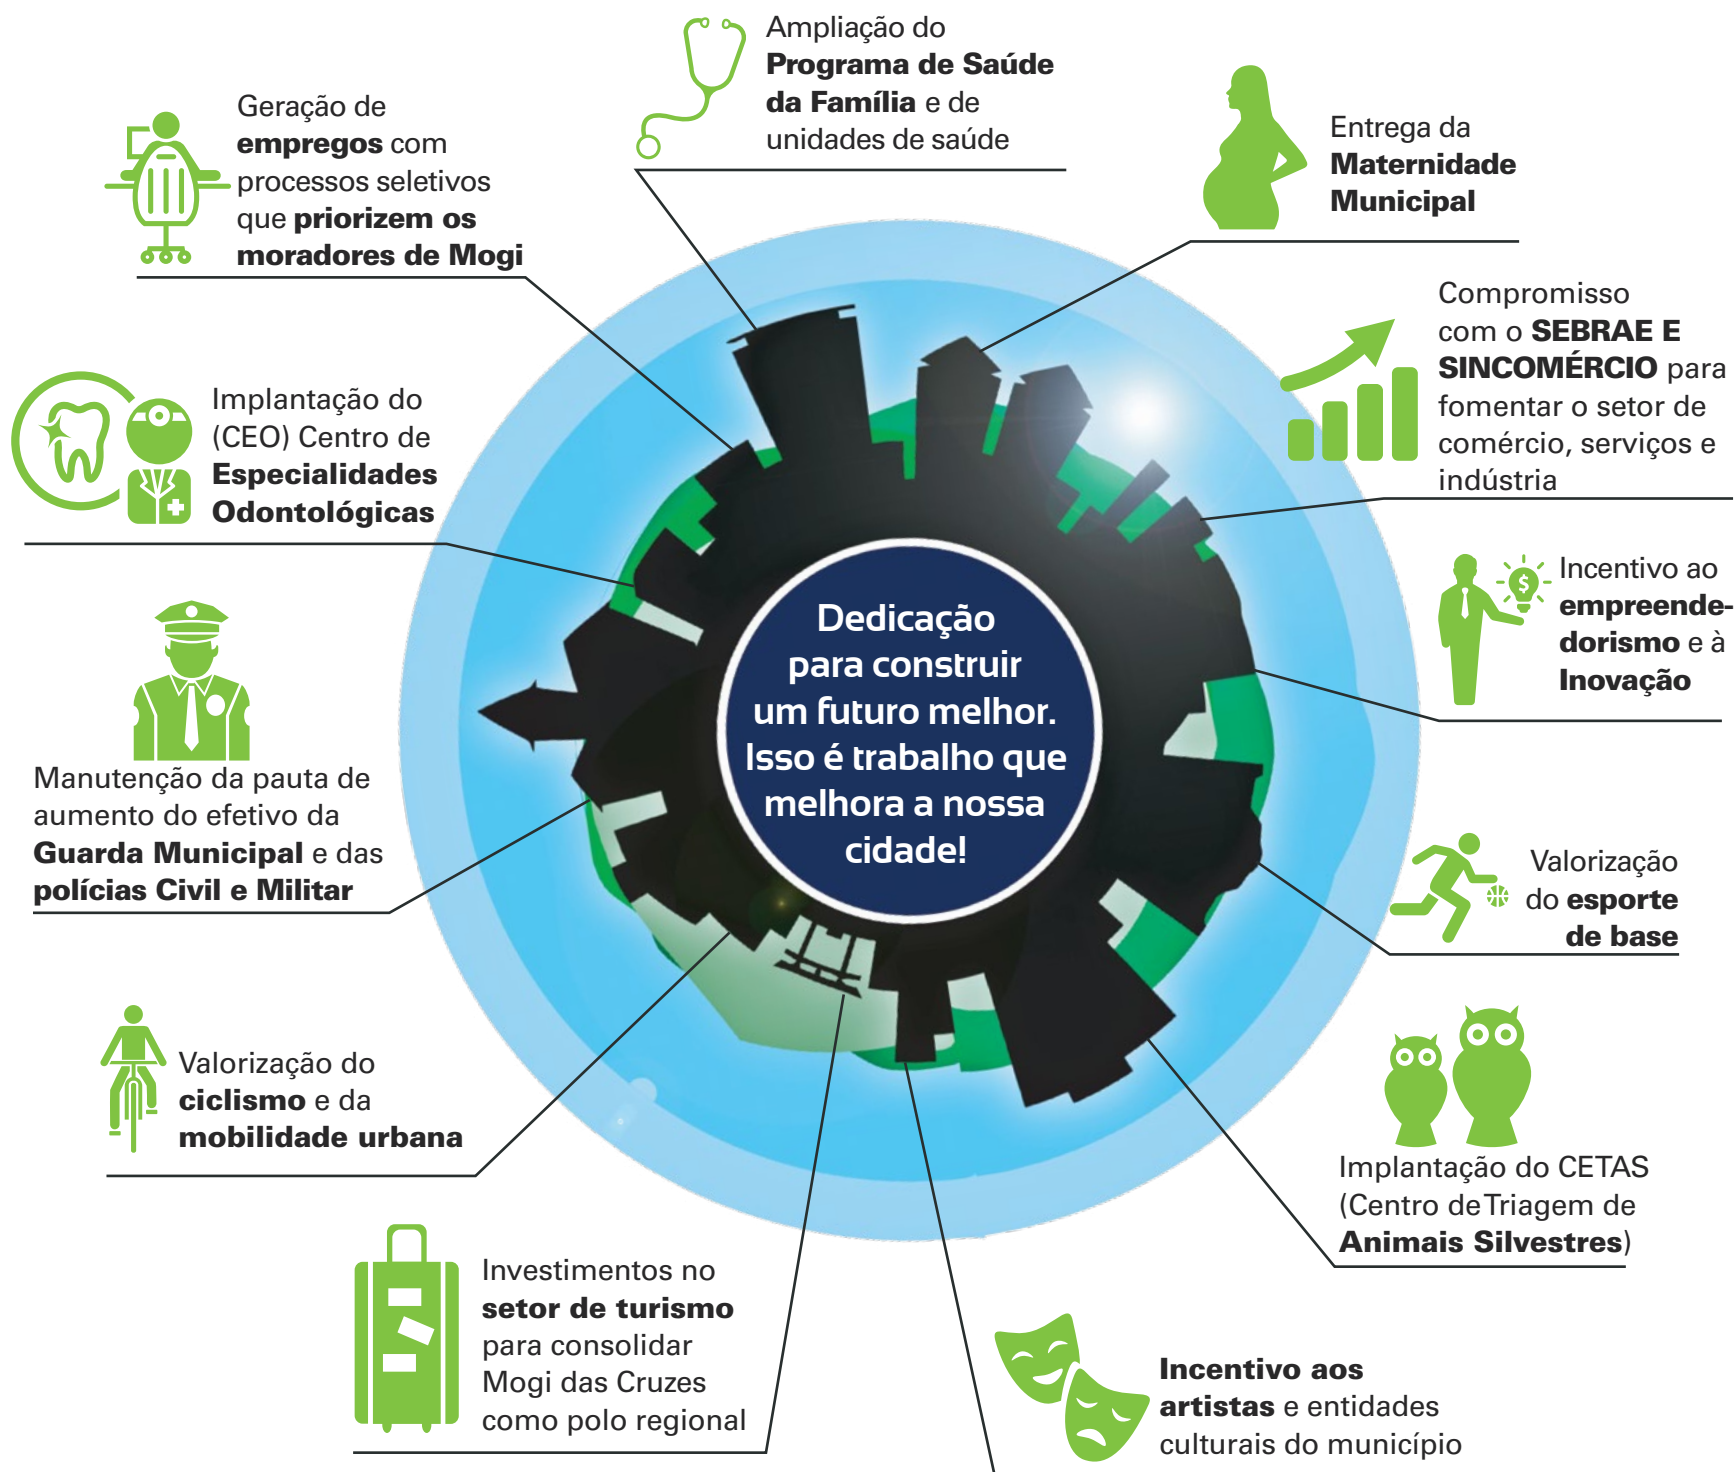 Ampliação do
Programa de Saúde
da Família e de
unidades de saúde
Geração de
empregos com
processos seletivos
que priorizem os
moradores de Mogi
Entrega da
Maternidade
Municipal
Compromisso
com o SEBRAE E
SINCOMÉRCIO para
fomentar o setor de
comércio, serviços e
indústria
Implantação do
(CEO) Centro de
Especialidades
Odontológicas
Incentivo ao
empreende-
dorismo e à
Inovação
$
Dedicação
para construir
um futuro melhor.
Isso é trabalho que
melhora a nossa
cidade!
Manutenção da pauta de
aumento do efetivo da
Guarda Municipal e das
polícias Civil e Militar
Valorização
do esporte
de base
Valorização do
ciclismo e da
mobilidade urbana
Implantação do CETAS
(Centro de Triagem de
Animais Silvestres)
Investimentos no
setor de turismo
para consolidar
Mogi das Cruzes
como polo regional
Incentivo aos
artistas e entidades
culturais do município